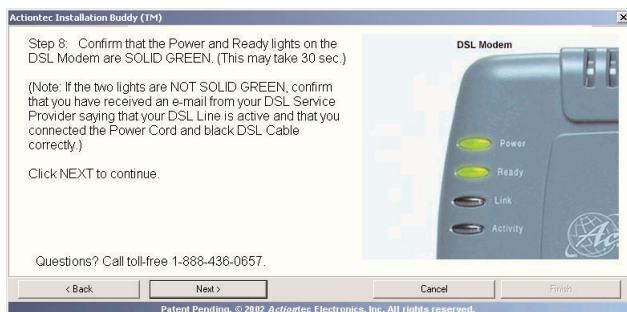 Actiontec Installation Buddy (TM)
Step 8: Confirm that the Power and Ready lights on the
DSL Modem are SOLID GREEN. (This may take 30 sec.)
(Note: If the two lights are NOT SOLID GREEN, confirm
that you have received an e-mail from your DSL Service
Provider saying that your DSL Line is active and that you
connected the Power Cord and black DSL Cable
correctly.)
Click NEXT to continue.
Questions? Call toll-free 1-888-436-0657.
DSL Modem
Power
Ready
Link
Activity
Ac
< Back
Next >
Cancel
Finish
Patent Pending. © 2002 Actiontec Electronics, Inc. All rights reserved.